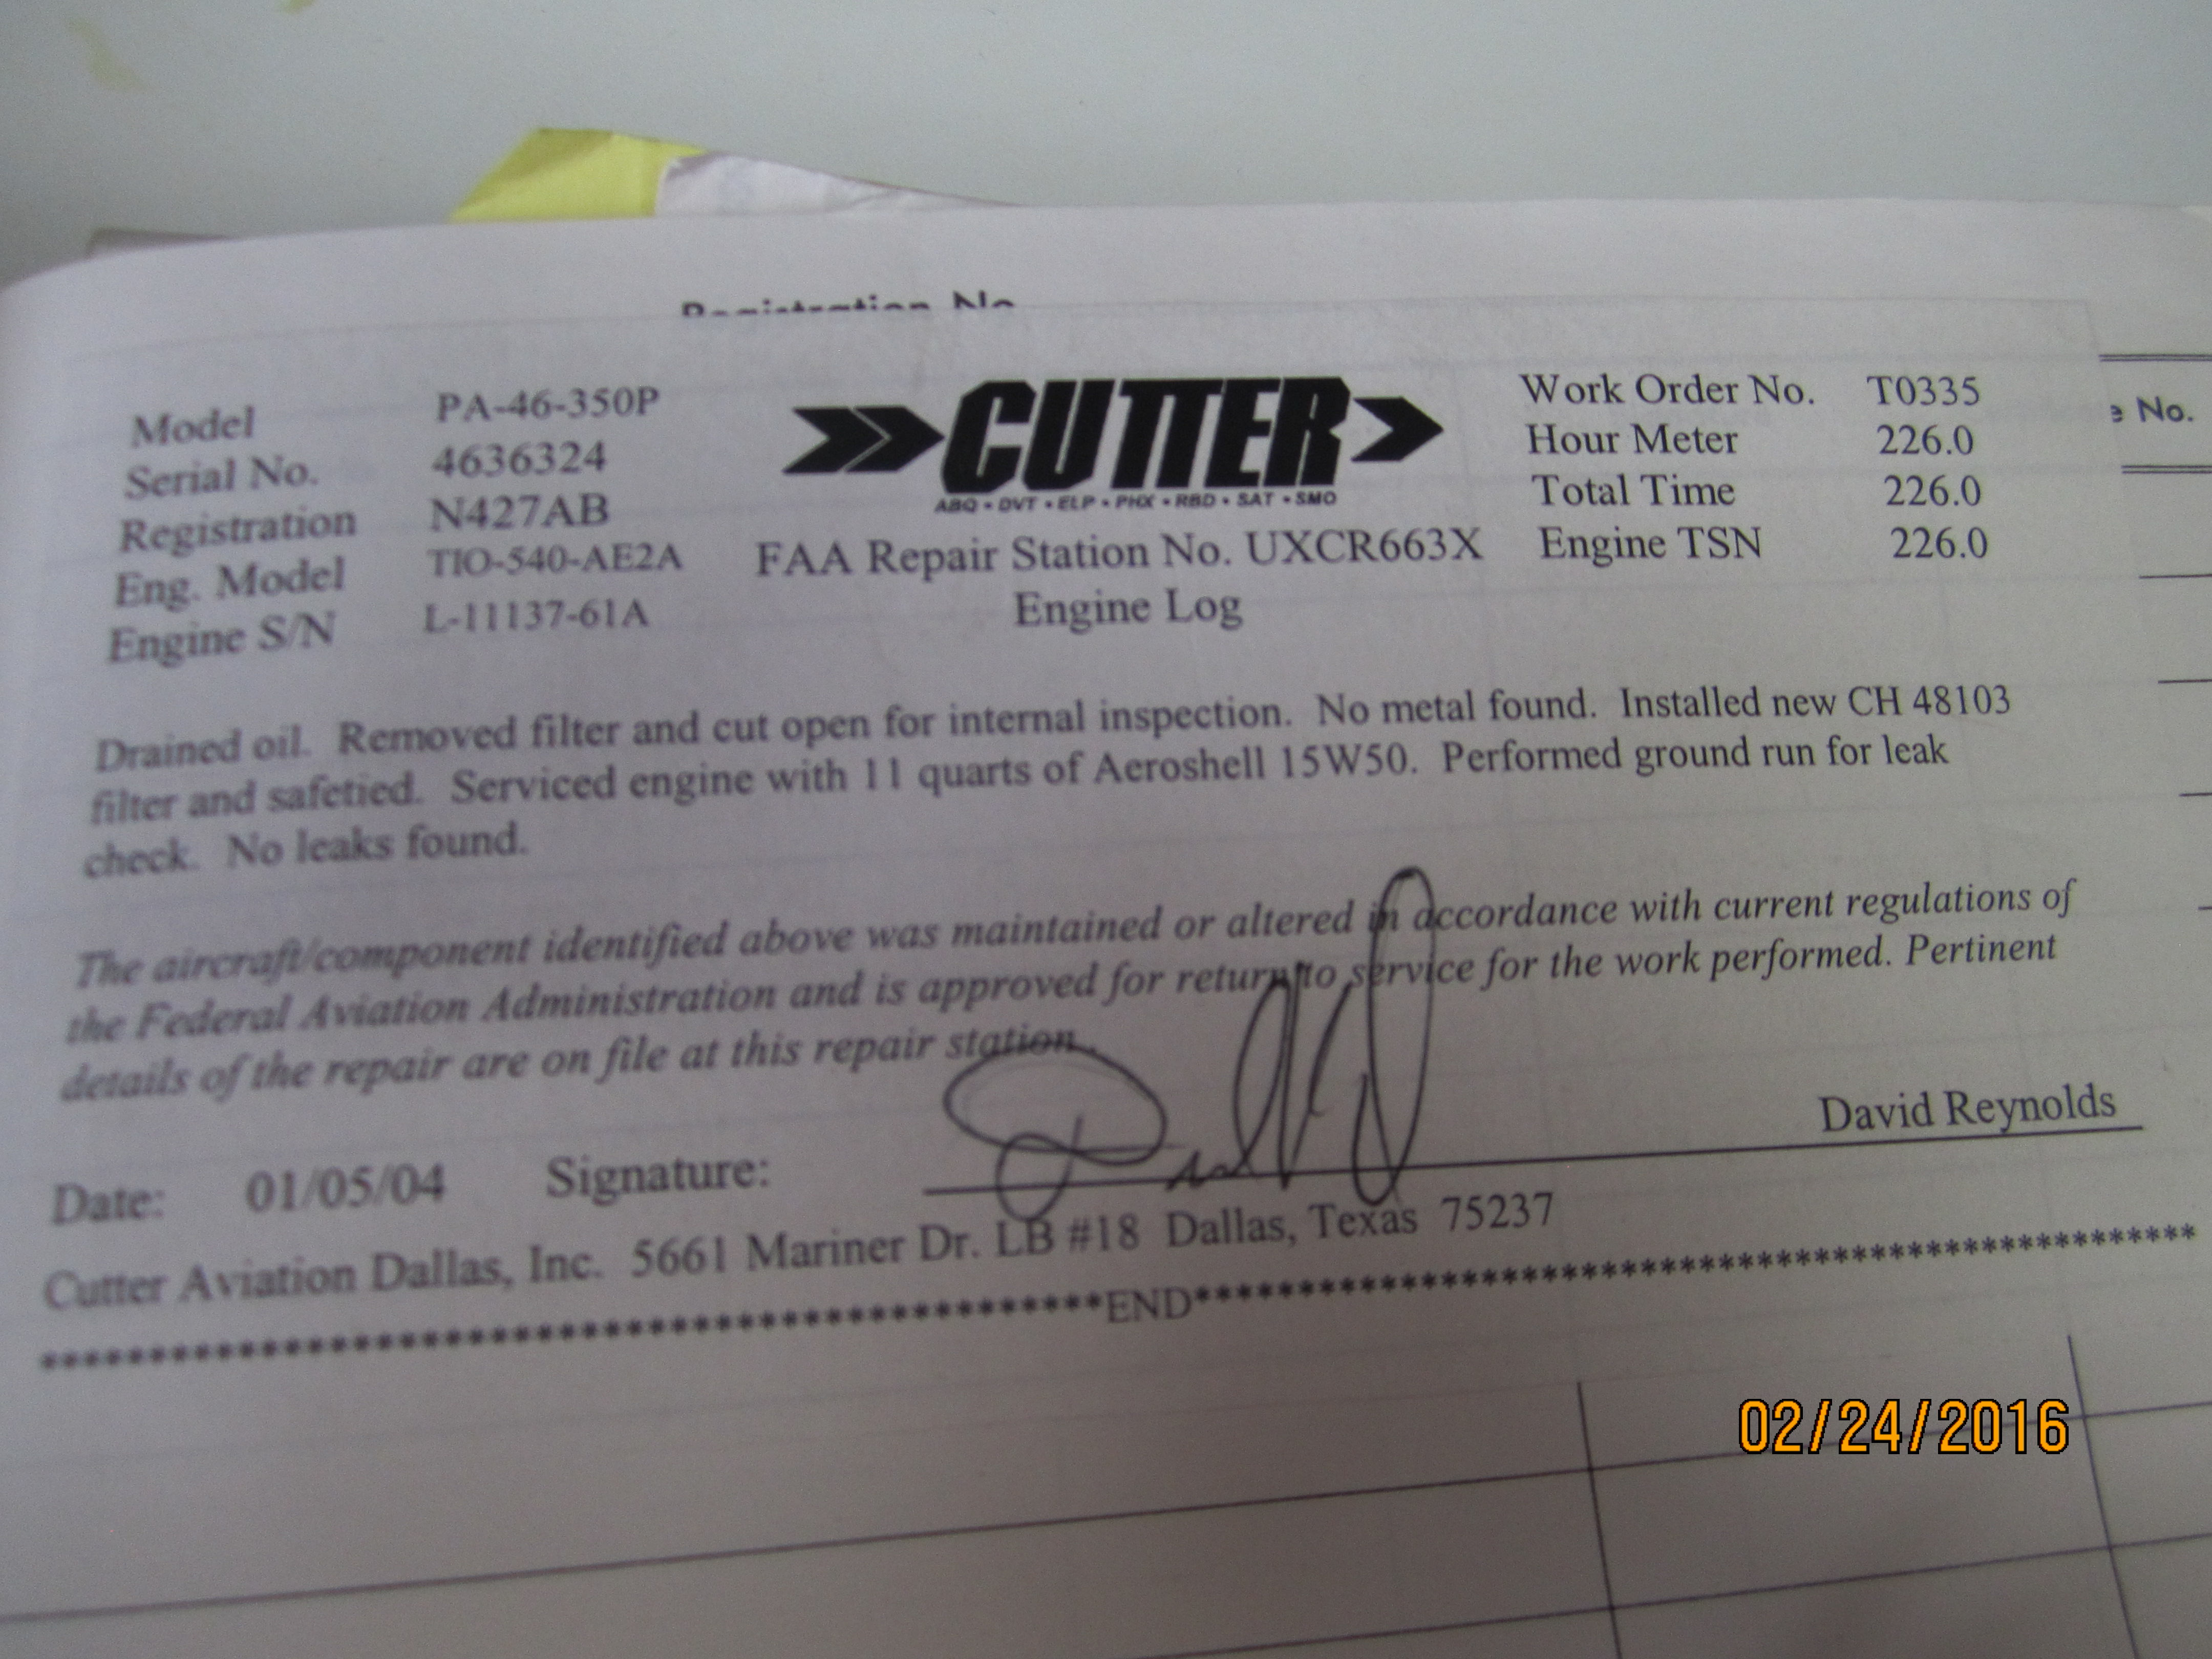 Registration No
Model PA-46-350P
Serial No. 4636324
Registration N427AB
Eng. Model TIO-540-AE2A
Engine S/N L-11137-61A
CUTTER
ABQ • DVT • ELP • PHX • RBD • SAT • SMO
FAA Repair Station No. UXCR663X
Engine Log
Work Order No. T0335
Hour Meter 226.0
Total Time 226.0
Engine TSN 226.0
No.
Drained oil. Removed filter and cut open for internal inspection. No metal found. Installed new CH 48103
filter and safetied. Serviced engine with 11 quarts of Aeroshell 15W50. Performed ground run for leak
check. No leaks found.
The aircraft/component identified above was maintained or altered in accordance with current regulations of
the Federal Aviation Administration and is approved for return to service for the work performed. Pertinent
details of the repair are on file at this repair station.
David Reynolds
Date: 01/05/04 Signature:
Cutter Aviation Dallas, Inc. 5661 Mariner Dr. LB #18 Dallas, Texas 75237
END
02/24/2016